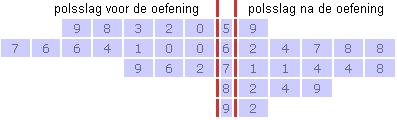 polsslag voor de oefening polsslag na de oefening
9 8 3 2 0 5 9
7 6 6 4 1 0 0 6 2 4 7 8 8
9 6 2 7 1 1 4 4 8
8 2 4 9
9 2